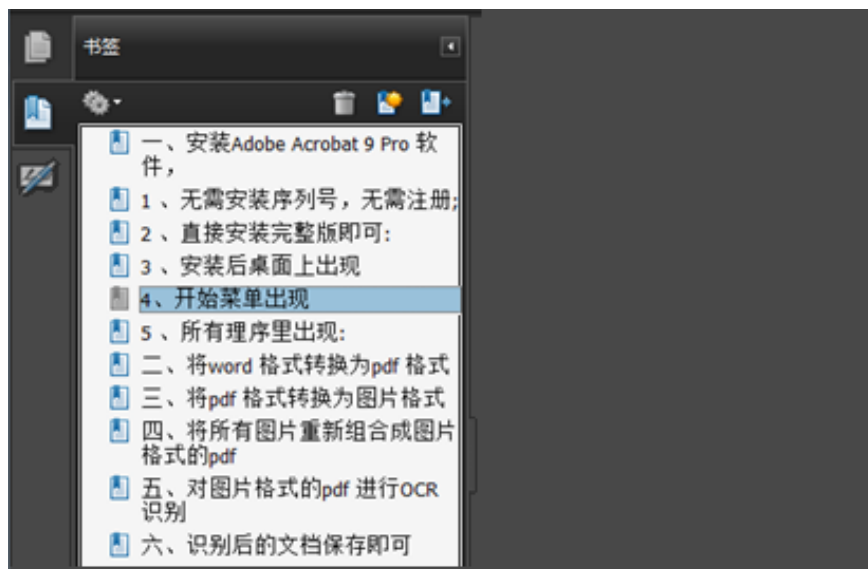 书签
一、安装Adobe Acrobat 9 Pro 软
件，
1 、无需安装序列号，无需注册;
2 、直接安装完整版即可:
3 、安装后桌面上出现
4、开始菜单出现
5 、所有理序里出现:
二、将word 格式转换为pdf 格式
三、将pdf 格式转换为图片格式
四、将所有图片重新组合成图片
格式的pdf
五、对图片格式的pdf 进行OCR
识别
六、识别后的文档保存即可